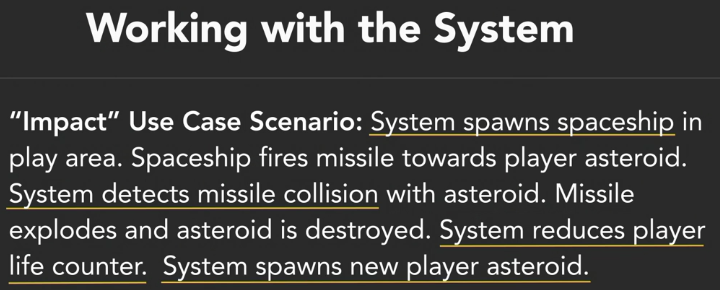 Working with the System
“Impact” Use Case Scenario: System spawns spaceship in
play area. Spaceship fires missile towards player asteroid.
System detects missile collision with asteroid. Missile
explodes and asteroid is destroyed. System reduces player
life counter. System spawns new player asteroid.